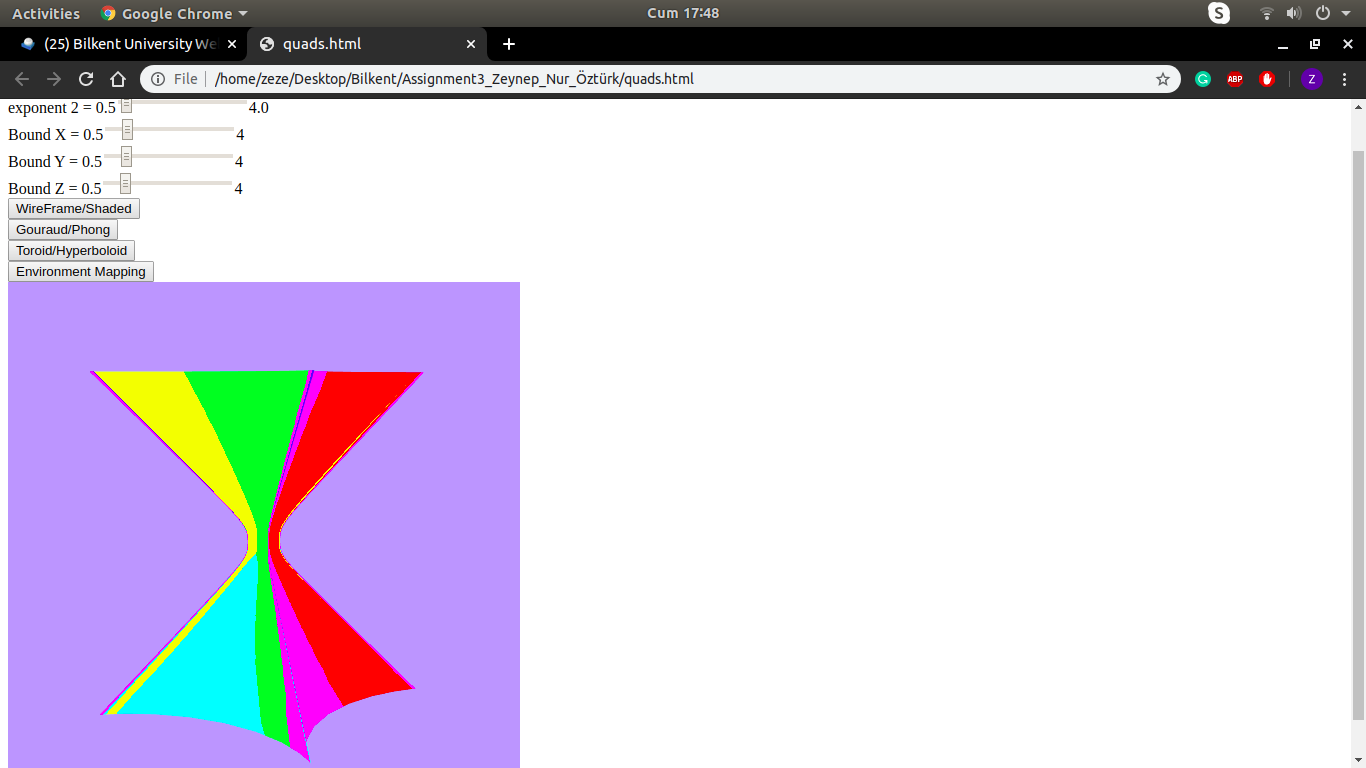 Activities Google Chrome Cum 17:48 S
(25) Bilkent University We quads.html
File /home/zeze/Desktop/Bilkent/Assignment3_Zeynep_Nur_Öztürk/quads.html ABP Z
exponent 2 = 0.5 4.0
Bound X = 0.5 4
Bound Y = 0.5 4
Bound Z = 0.5 4
WireFrame/Shaded
Gouraud/Phong
Toroid/Hyperboloid
Environment Mapping